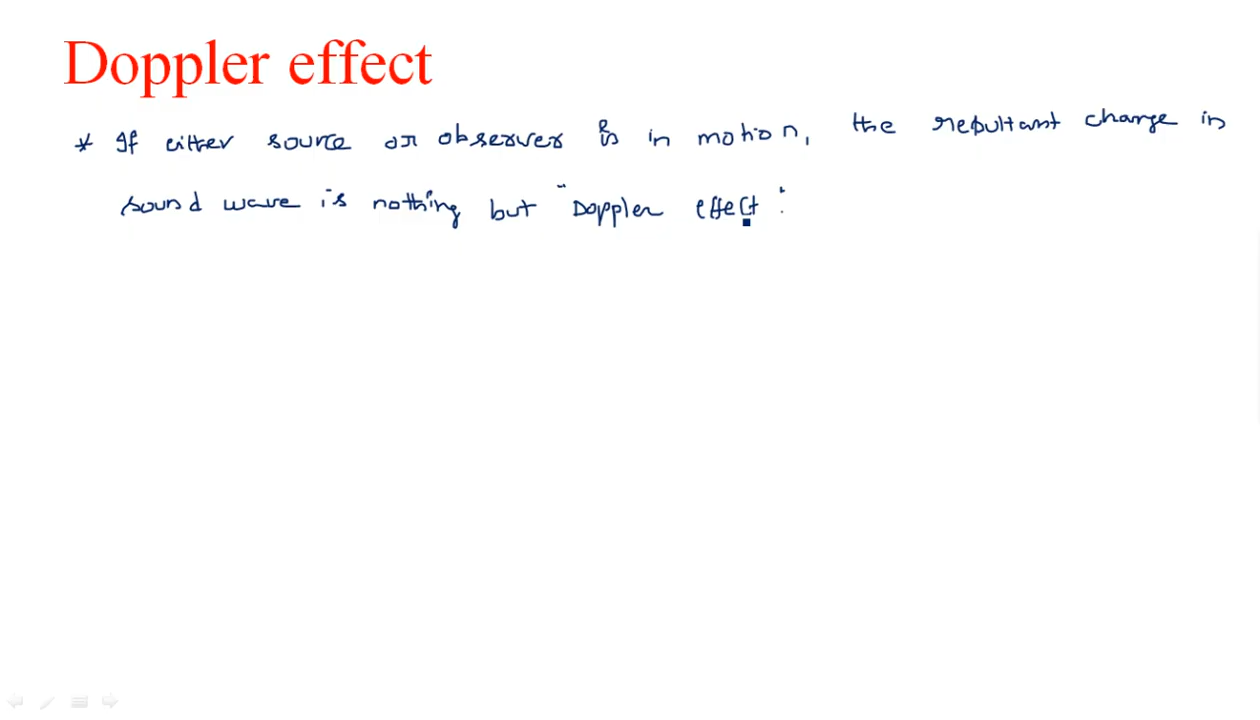 Doppler effect
* If either source or observer is in motion, the resultant change in
sound wave is nothing but "Doppler effect".